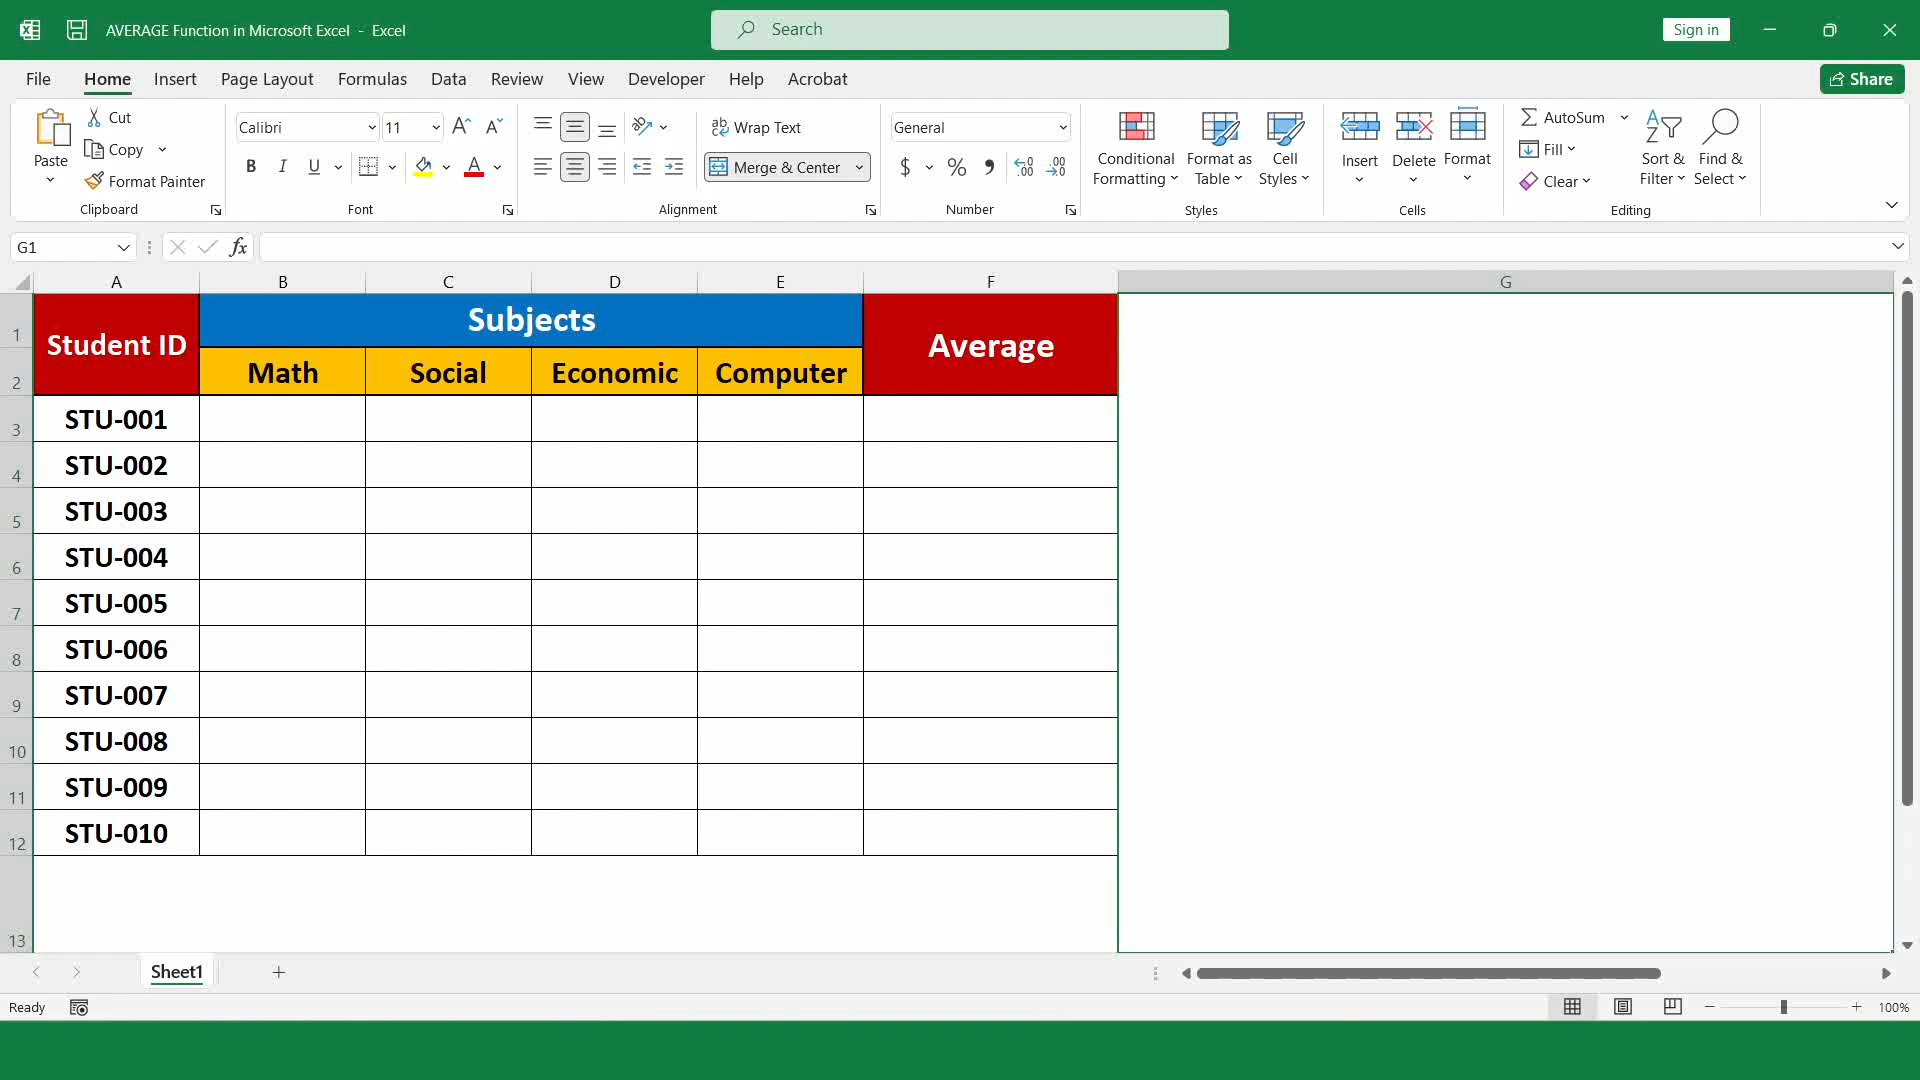 AVERAGE Function in Microsoft Excel - Excel
Search
Sign in
File Home Insert Page Layout Formulas Data Review View Developer Help Acrobat
Share
Paste
Cut
Copy
Format Painter
Clipboard
Calibri
11
B I U
Font
Wrap Text
Merge & Center
Alignment
General
$ %
Number
Conditional Formatting
Format as Table
Cell Styles
Styles
Insert
Delete
Format
Cells
AutoSum
Fill
Clear
Sort & Filter
Find & Select
Editing
G1
fx
A B C D E F G
1 Student ID Subjects Average
2 Math Social Economic Computer
3 STU-001
4 STU-002
5 STU-003
6 STU-004
7 STU-005
8 STU-006
9 STU-007
10 STU-008
11 STU-009
12 STU-010
13
Sheet1
Ready
100%